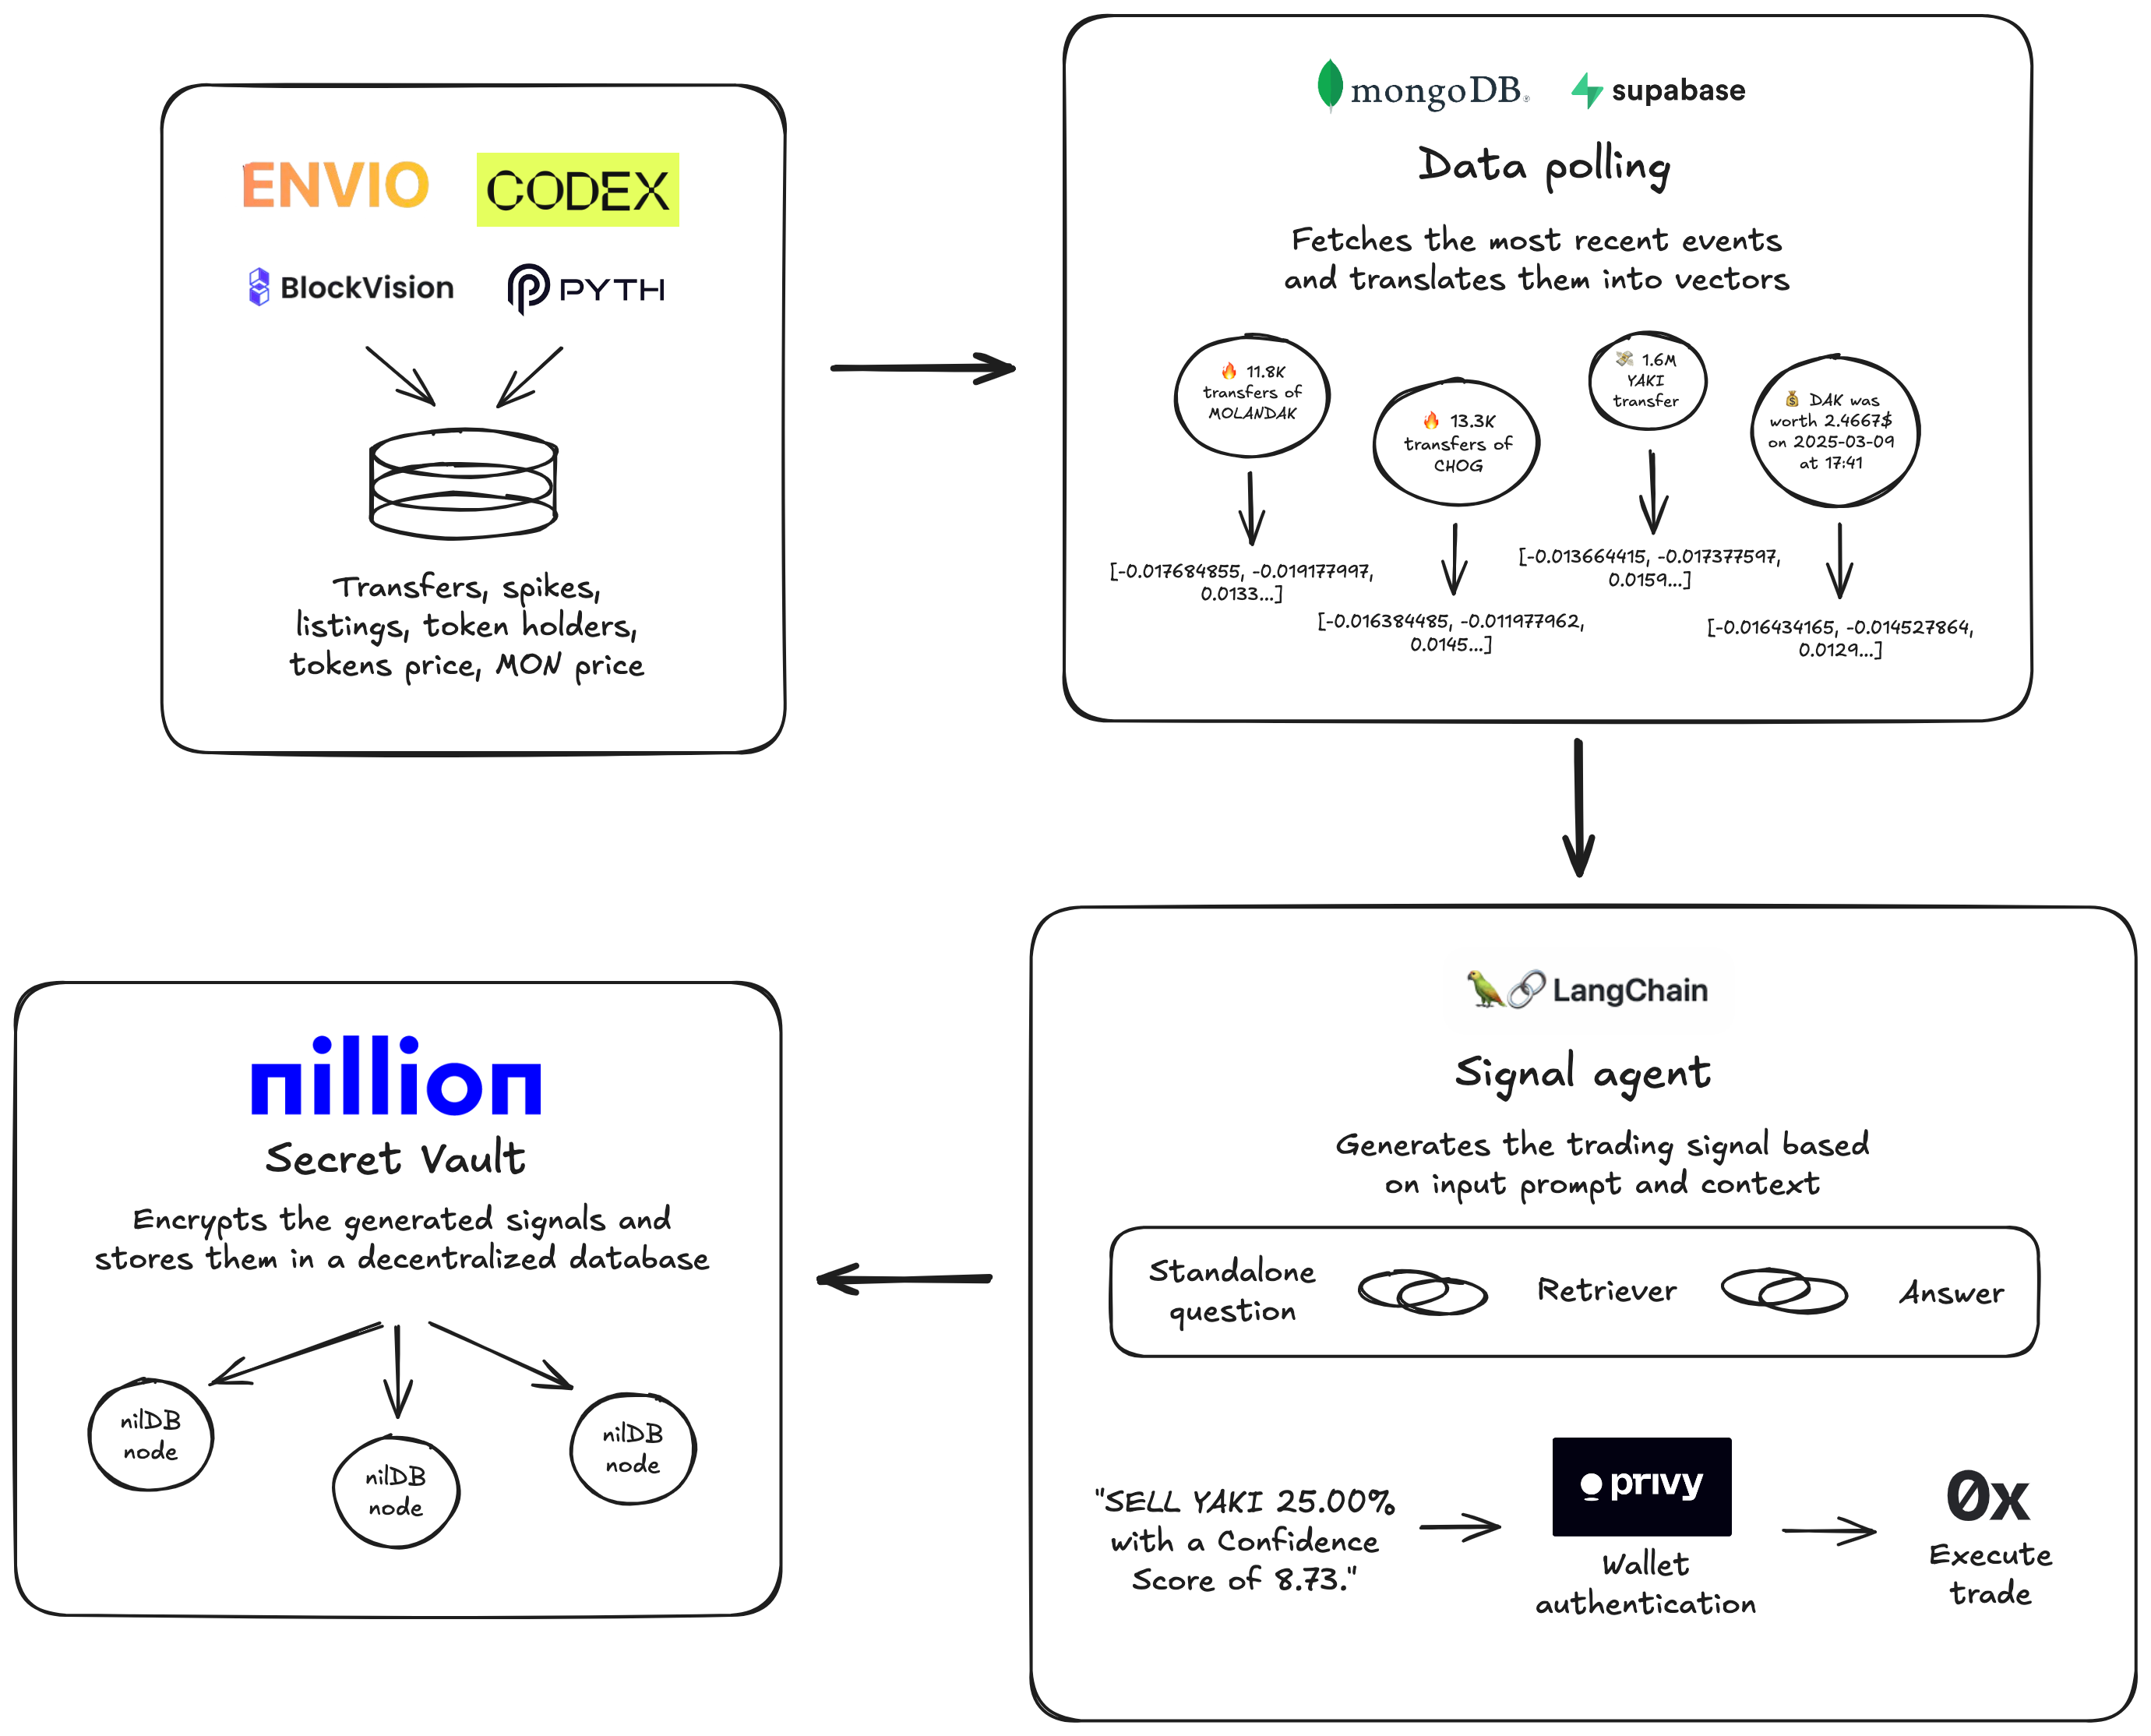 ENVIO
CODEX
BlockVision
PYTH
Transfers, spikes,
listings, token holders,
tokens price, MON price
mongoDB®
supabase
Data polling
Fetches the most recent events
and translates them into vectors
🔥 11.8K
transfers of
MOLANDAK
🔥 13.3K
transfers of
CHOG
💸 1.6M
YAKI
transfer
💰 DAK was
worth 2.4667$
on 2025-03-09
at 17:41
[-0.017684855, -0.019177997,
0.0133...]
[-0.016384485, -0.011977962,
0.0145...]
[-0.013664415, -0.017377597,
0.0159...]
[-0.016434165, -0.014527864,
0.0129...]
LangChain
Signal agent
Generates the trading signal based
on input prompt and context
Standalone
question
Retriever
Answer
"SELL YAKI 25.00%
with a Confidence
Score of 8.73."
privy
Wallet
authentication
0x
Execute
trade
nillion
Secret Vault
Encrypts the generated signals and
stores them in a decentralized database
nilDB
node
nilDB
node
nilDB
node